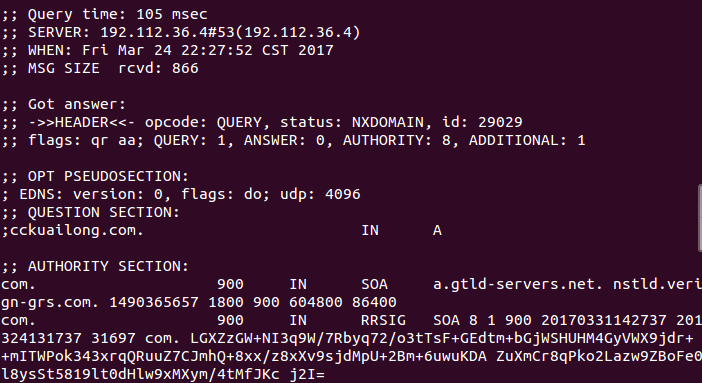 ;; Query time: 105 msec
;; SERVER: 192.112.36.4#53(192.112.36.4)
;; WHEN: Fri Mar 24 22:27:52 CST 2017
;; MSG SIZE  rcvd: 866

;; Got answer:
;; ->>HEADER<<- opcode: QUERY, status: NXDOMAIN, id: 29029
;; flags: qr aa; QUERY: 1, ANSWER: 0, AUTHORITY: 8, ADDITIONAL: 1

;; OPT PSEUDOSECTION:
; EDNS: version: 0, flags: do; udp: 4096
;; QUESTION SECTION:
;cckuailong.com.			IN	A

;; AUTHORITY SECTION:
com.			900	IN	SOA	a.gtld-servers.net. nstld.veri
gn-grs.com. 1490365657 1800 900 604800 86400
com.			900	IN	RRSIG	SOA 8 1 900 20170331142737 201
324131737 31697 com. LGXZzGW+NI3q9W/7Rbyq72/o3tTsF+GEdtm+bGjWSHUHM4GyVWX9jdr+
+mITWPok343xrqQRuuZ7CJmhQ+8xx/z8xXv9sjdMpU+2Bm+6uwuKDA ZuXmCr8qPko2Lazw9ZBoFe0
l8ysSt5819lt0dHlw9xMXym/4tMfJKc j2I=